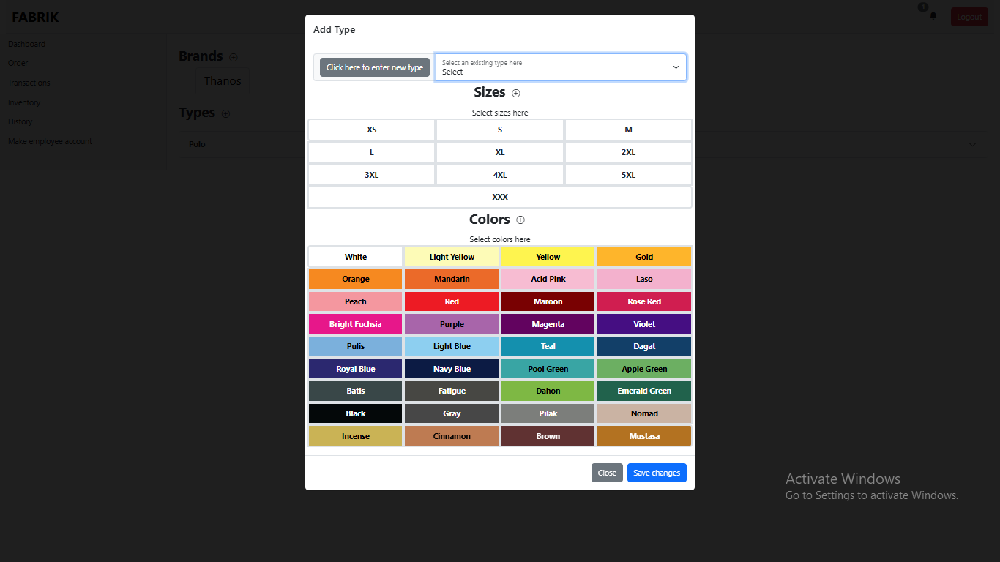 FABRIK
1
Logout
Dashboard
Order
Transactions
Inventory
History
Make employee account
Brands
Thanos
Types
Polo
Add Type
Click here to enter new type
Select an existing type here
Select
Sizes
Select sizes here
XS S M
L XL 2XL
3XL 4XL 5XL
XXX
Colors
Select colors here
White Light Yellow Yellow Gold
Orange Mandarin Acid Pink Laso
Peach Red Maroon Rose Red
Bright Fuchsia Purple Magenta Violet
Pulis Light Blue Teal Dagat
Royal Blue Navy Blue Pool Green Apple Green
Batis Fatigue Dahon Emerald Green
Black Gray Pilak Nomad
Incense Cinnamon Brown Mustasa
Close Save changes
Activate Windows
Go to Settings to activate Windows.